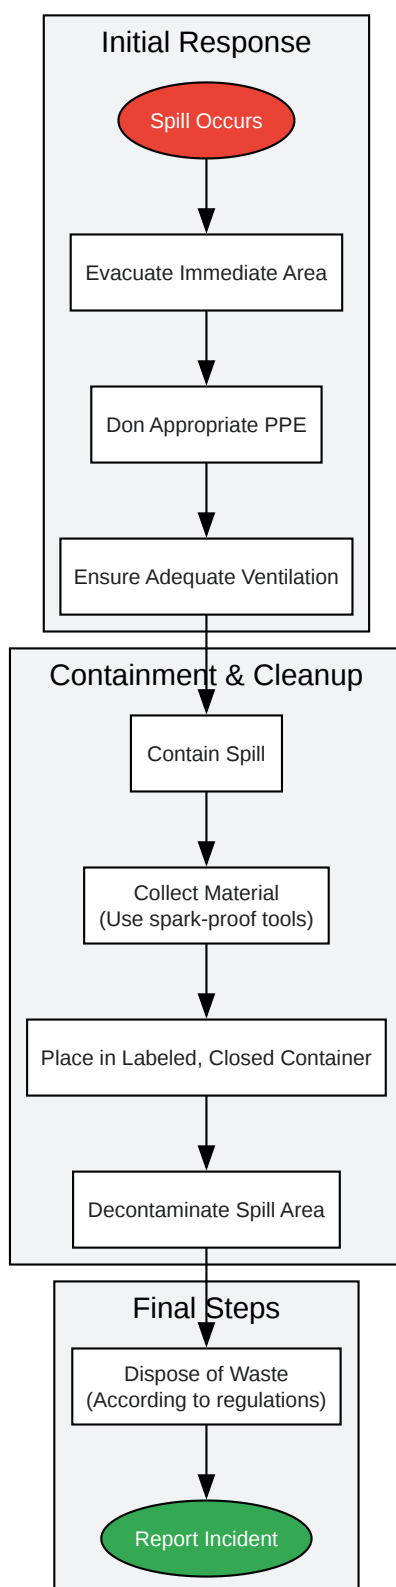 Initial Response
Spill Occurs
Evacuate Immediate Area
Don Appropriate PPE
Ensure Adequate Ventilation
Containment & Cleanup
Contain Spill
Collect Material
(Use spark-proof tools)
Place in Labeled, Closed Container
Decontaminate Spill Area
Final Steps
Dispose of Waste
(According to regulations)
Report Incident